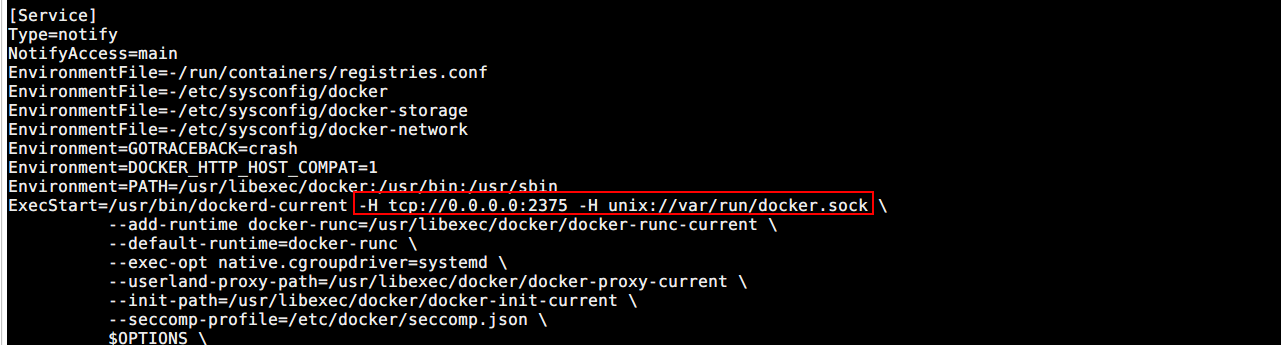 [Service]
Type=notify
NotifyAccess=main
EnvironmentFile=-/run/containers/registries.conf
EnvironmentFile=-/etc/sysconfig/docker
EnvironmentFile=-/etc/sysconfig/docker-storage
EnvironmentFile=-/etc/sysconfig/docker-network
Environment=GOTRACEBACK=crash
Environment=DOCKER_HTTP_HOST_COMPAT=1
Environment=PATH=/usr/libexec/docker:/usr/bin:/usr/sbin
ExecStart=/usr/bin/dockerd-current -H tcp://0.0.0.0:2375 -H unix://var/run/docker.sock \
          --add-runtime docker-runc=/usr/libexec/docker/docker-runc-current \
          --default-runtime=docker-runc \
          --exec-opt native.cgroupdriver=systemd \
          --userland-proxy-path=/usr/libexec/docker/docker-proxy-current \
          --init-path=/usr/libexec/docker/docker-init-current \
          --seccomp-profile=/etc/docker/seccomp.json \
          $OPTIONS \